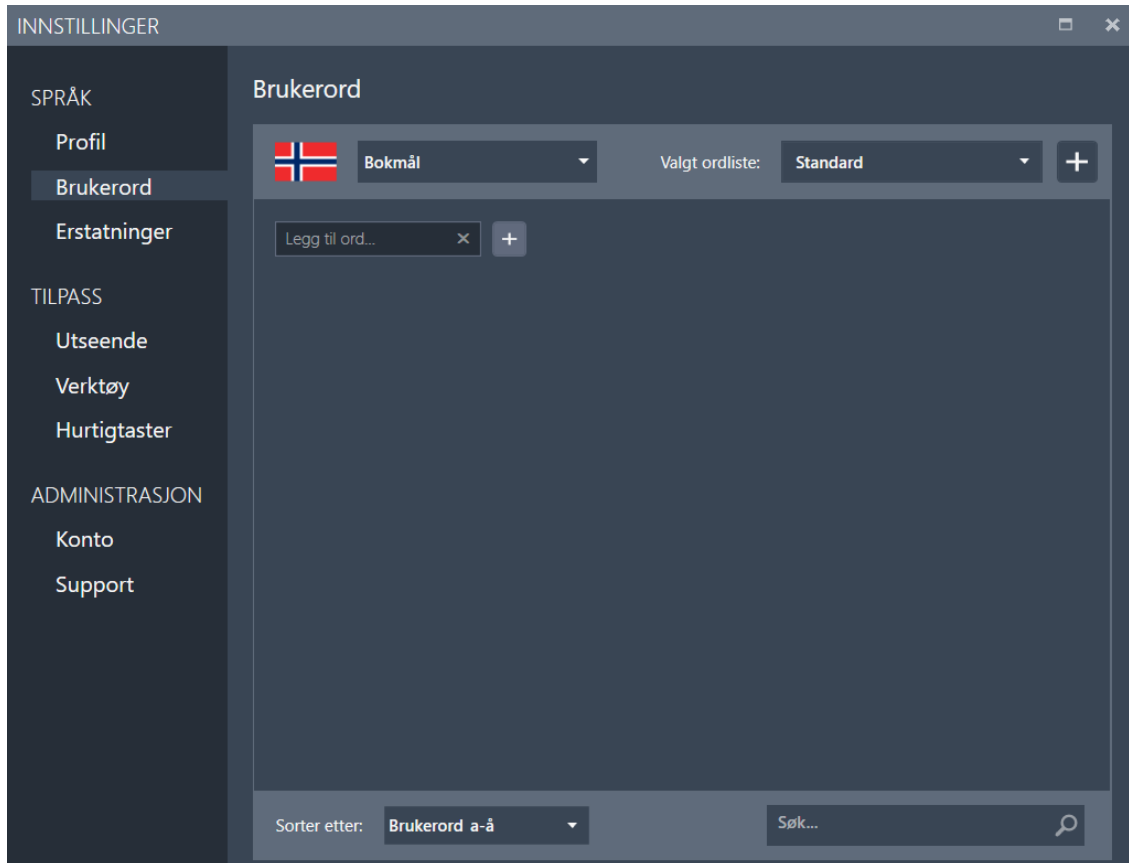 INNSTILLINGER
SPRÅK
Profil
Brukerord
Erstatninger
TILPASS
Utseende
Verktøy
Hurtigtaster
ADMINISTRASJON
Konto
Support
Brukerord
Bokmål
Valgt ordliste: Standard
Legg til ord...
Sorter etter: Brukerord a-å
Søk...